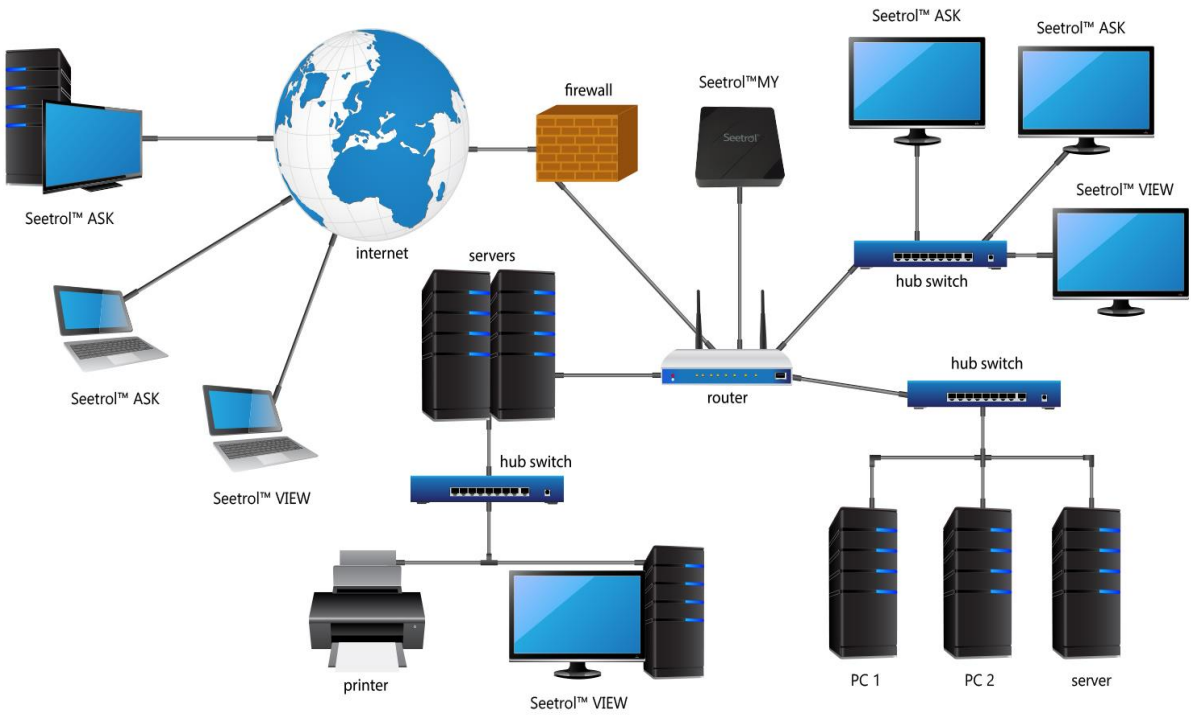 Seetrol™ ASK
Seetrol™ ASK
Seetrol™MY
firewall
Seetrol
Seetrol™ VIEW
Seetrol™ ASK
internet
servers
hub switch
hub switch
Seetrol™ ASK
router
hub switch
Seetrol™ VIEW
printer
Seetrol™ VIEW
PC 1
PC 2
server